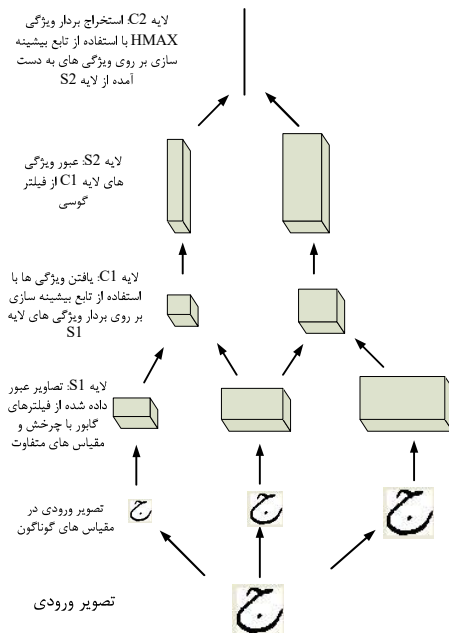 لایه C2: استخراج بردار ویژگی
HMAX با استفاده از تابع بیشینه
سازی بر روی ویژگی های به دست
آمده از لایه S2
لایه S2: عبور ویژگی
های لایه C1 از فیلتر
گوسی
لایه C1: یافتن ویژگی ها با
استفاده از تابع بیشینه سازی
بر روی بردار ویژگی های لایه
S1
لایه S1: تصاویر عبور
داده شده از فیلترهای
گابور با چرخش و
مقیاس های متفاوت
تصویر ورودی در
مقیاس های گوناگون
ج
ج
ج
تصویر ورودی
ج